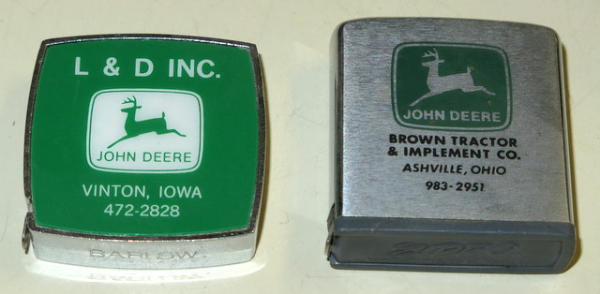 L & D INC.
JOHN DEERE
VINTON, IOWA
472-2828
BARLOW
JOHN DEERE
BROWN TRACTOR
& IMPLEMENT CO.
ASHVILLE, OHIO
983-2951